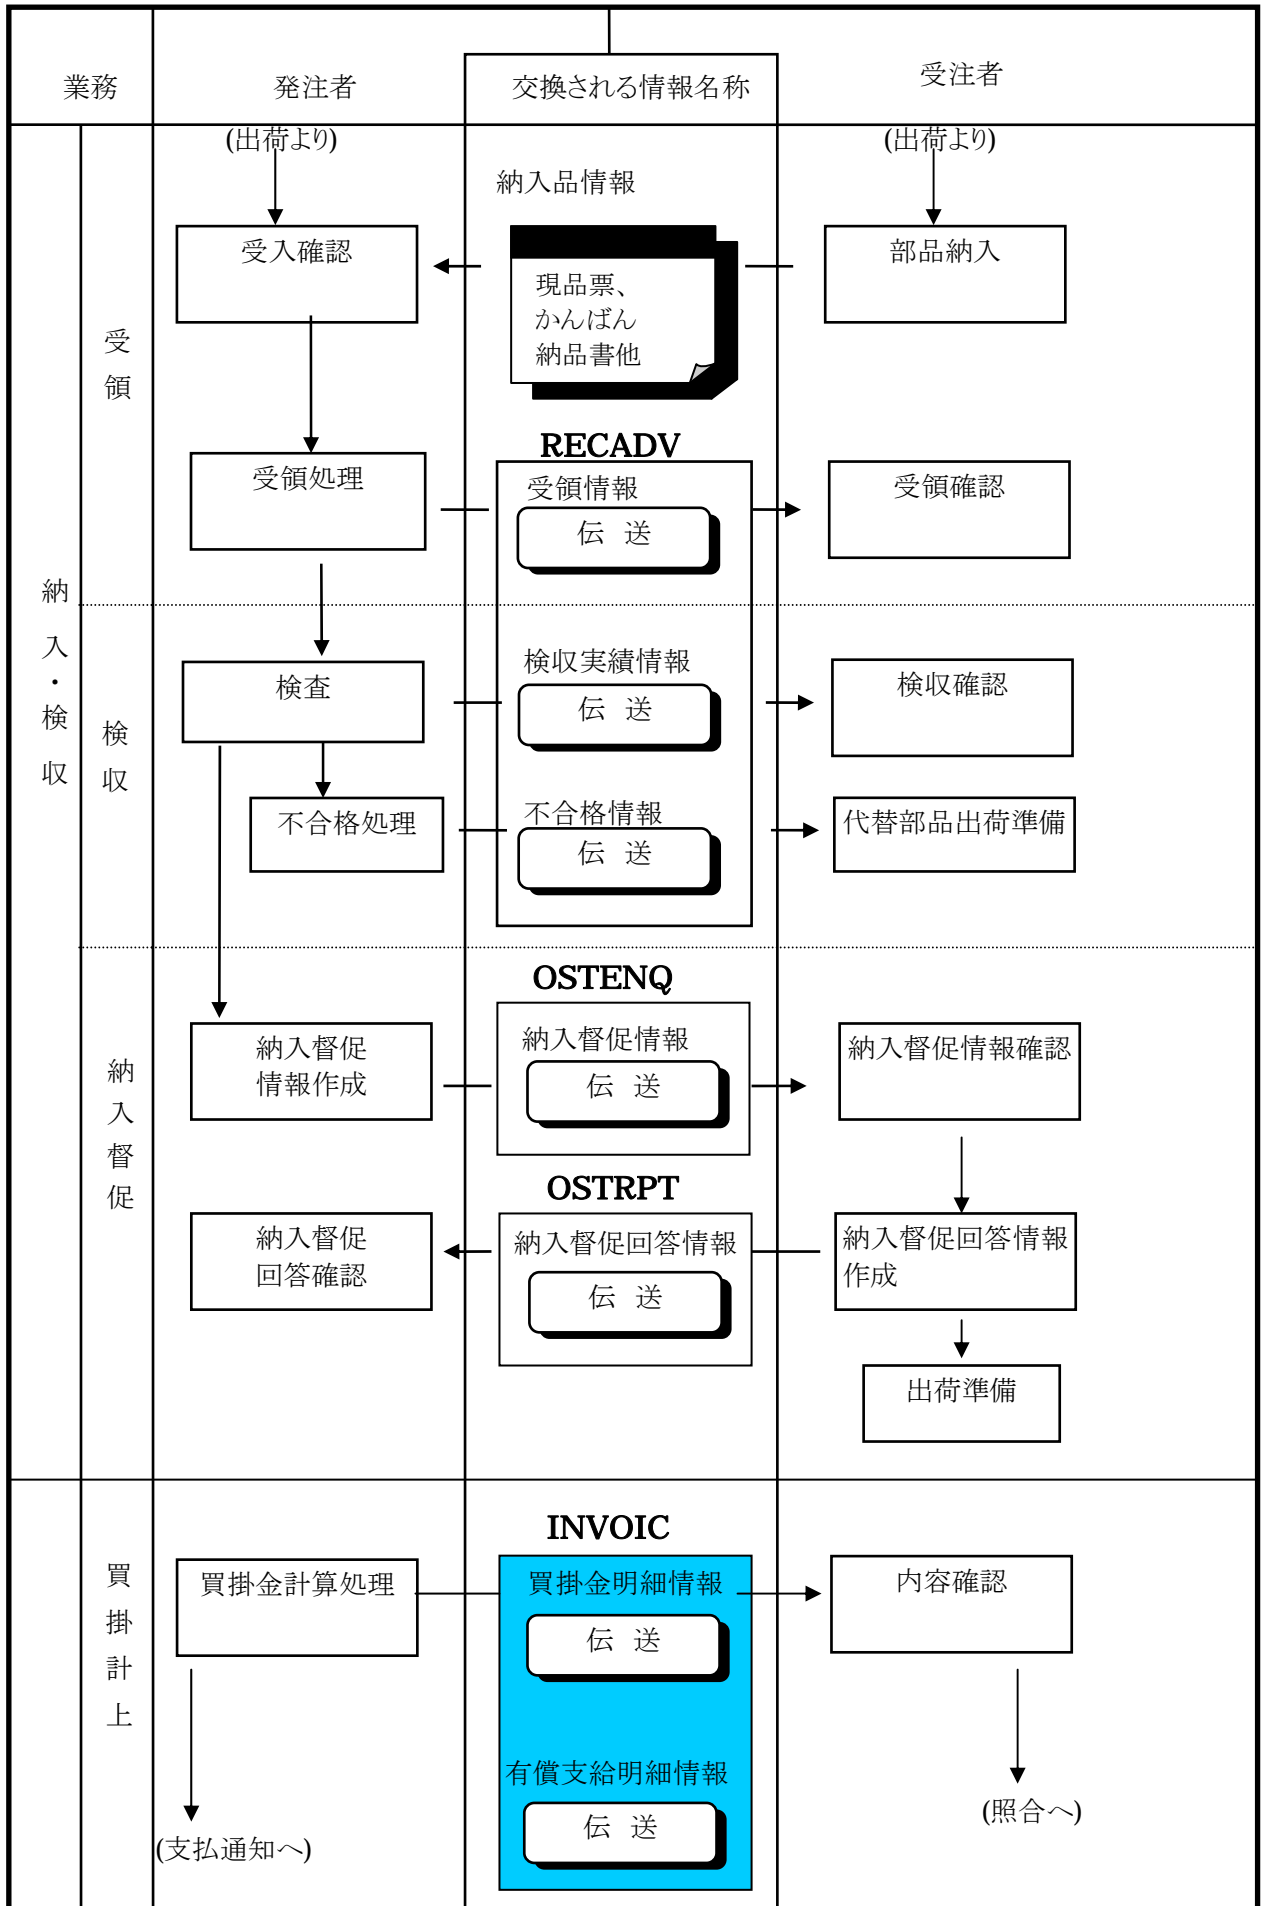 業務
発注者
交換される情報名称
受注者
(出荷より)
(出荷より)
納入品情報
受入確認
部品納入
現品票、
かんばん
納品書他
受領
RECADV
受領処理
受領情報
伝 送
受領確認
納入・検収
検収
検査
検収実績情報
伝 送
検収確認
不合格処理
不合格情報
伝 送
代替部品出荷準備
OSTENQ
納入督促
納入督促
情報作成
納入督促情報
伝 送
納入督促情報確認
OSTRPT
納入督促
回答確認
納入督促回答情報
伝 送
納入督促回答情報
作成
出荷準備
INVOIC
買掛計上
買掛金計算処理
買掛金明細情報
伝 送
内容確認
有償支給明細情報
伝 送
(支払通知へ)
(照合へ)